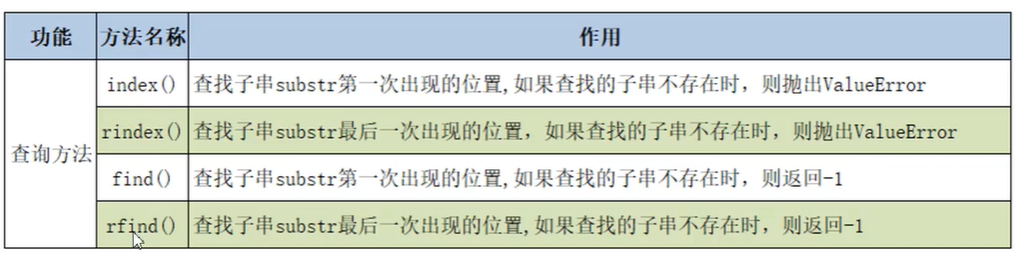 功能 方法名称 作用
index() 查找子串substr第一次出现的位置,如果查找的子串不存在时，则抛出ValueError
rindex() 查找子串substr最后一次出现的位置，如果查找的子串不存在时，则抛出ValueError
查询方法
find() 查找子串substr第一次出现的位置,如果查找的子串不存在时，则返回-1
rfind() 查找子串substr最后一次出现的位置,如果查找的子串不存在时，则返回-1